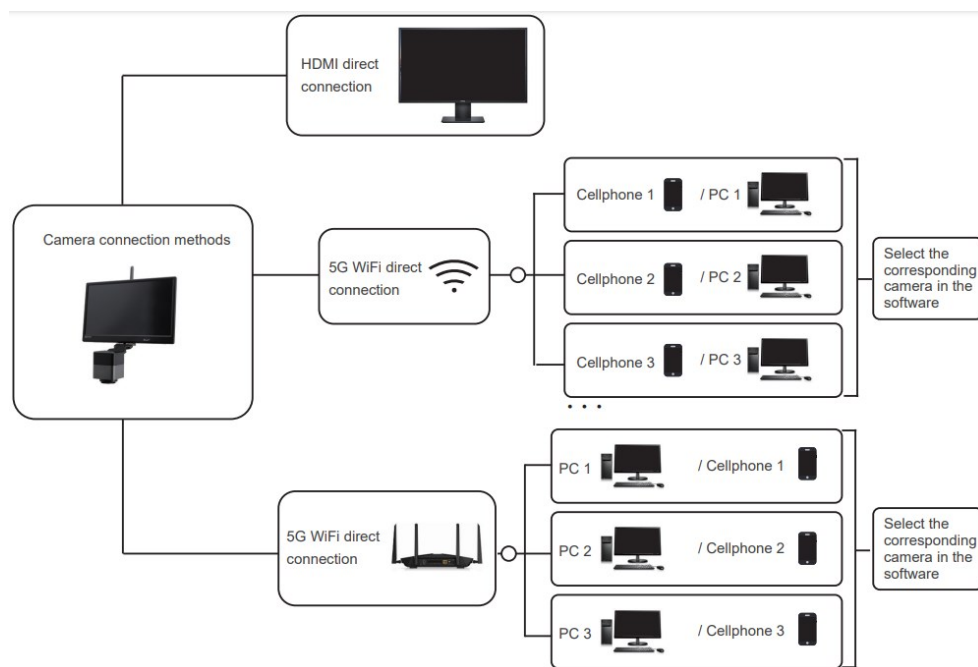 HDMI direct
connection
Camera connection methods
5G WiFi direct
connection
Cellphone 1 / PC 1
Cellphone 2 / PC 2
Cellphone 3 / PC 3
. . .
Select the
corresponding
camera in the
software
5G WiFi direct
connection
PC 1 / Cellphone 1
PC 2 / Cellphone 2
PC 3 / Cellphone 3
Select the
corresponding
camera in the
software